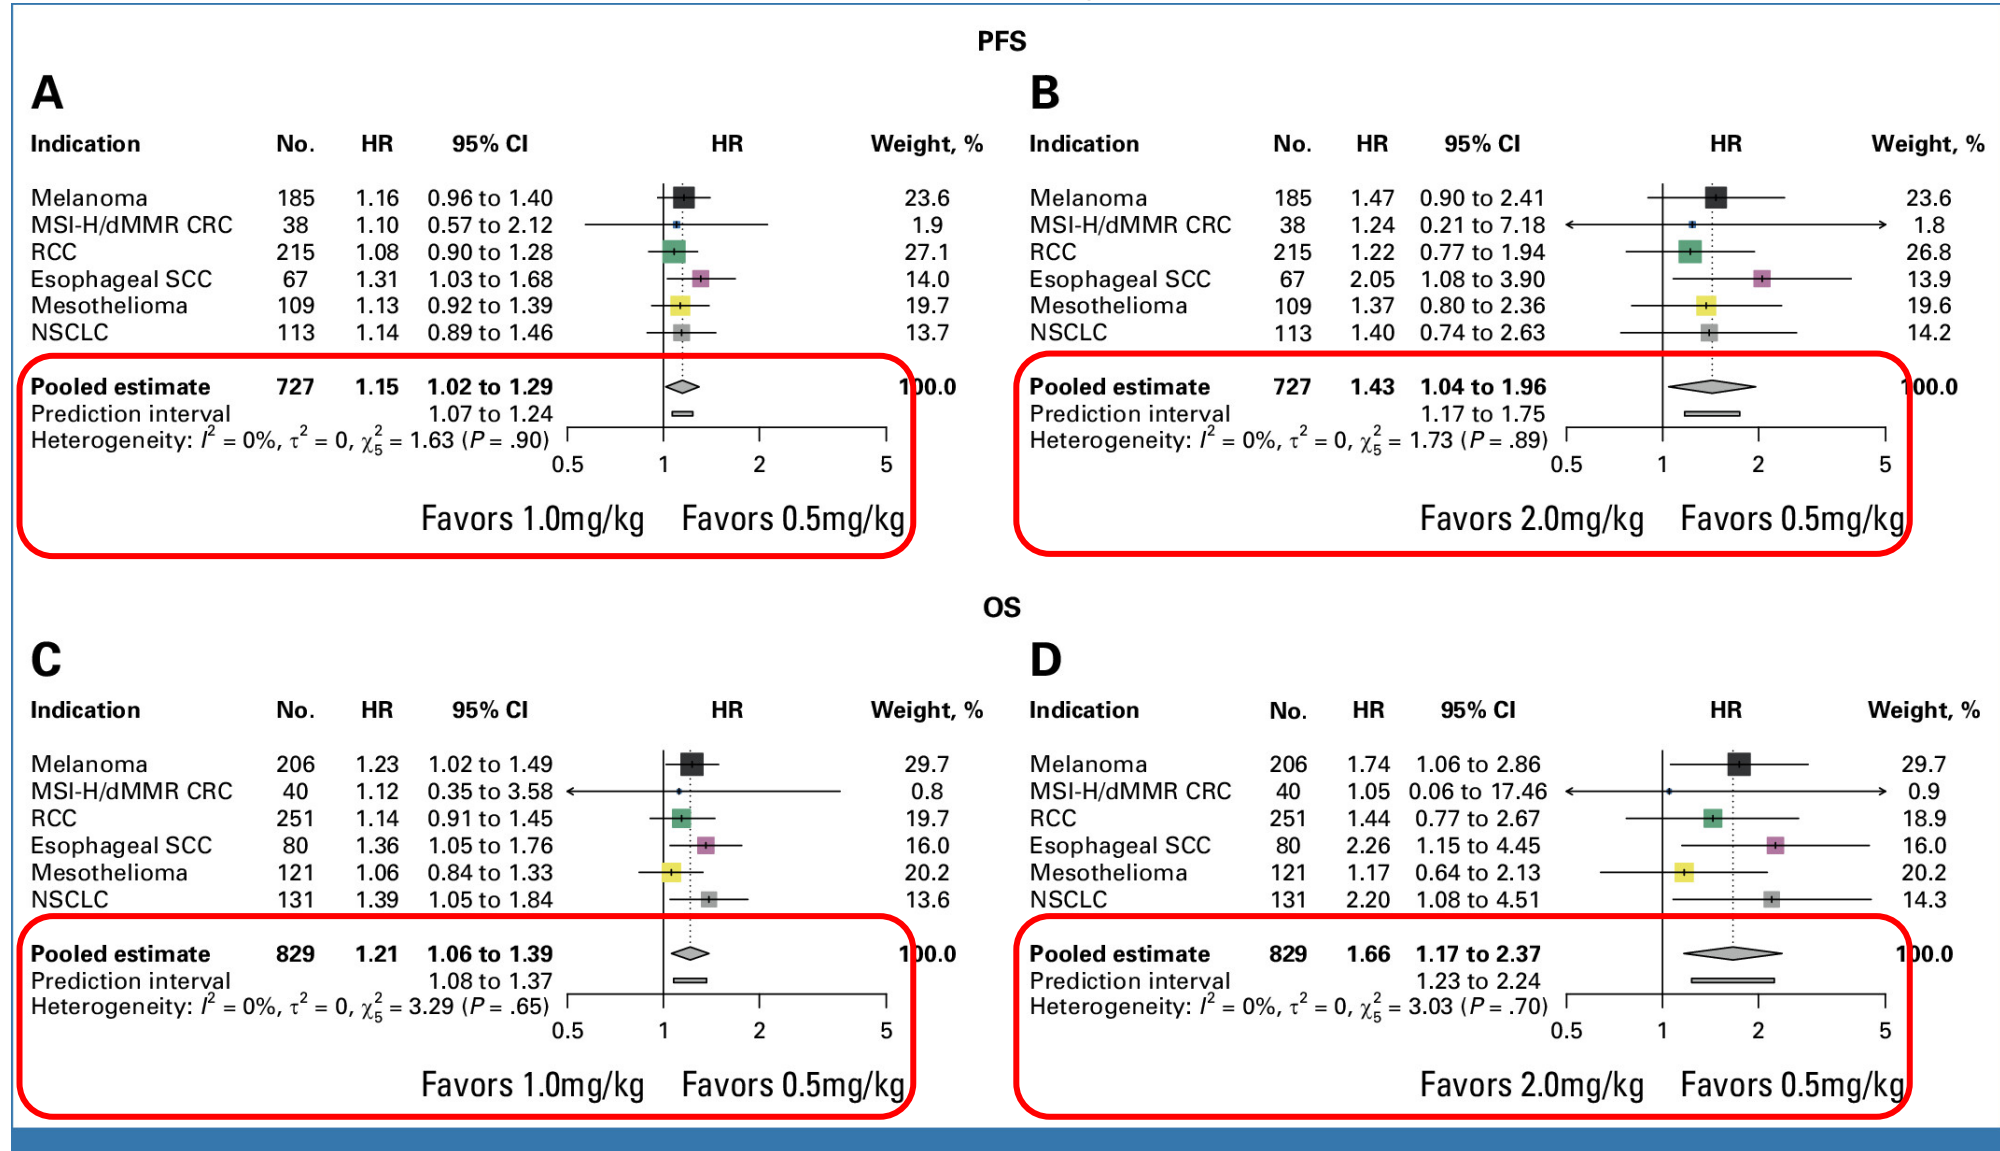 PFS
A
Indication No. HR 95% CI HR Weight, %
Melanoma 185 1.16 0.96 to 1.40 23.6
MSI-H/dMMR CRC 38 1.10 0.57 to 2.12 1.9
RCC 215 1.08 0.90 to 1.28 27.1
Esophageal SCC 67 1.31 1.03 to 1.68 14.0
Mesothelioma 109 1.13 0.92 to 1.39 19.7
NSCLC 113 1.14 0.89 to 1.46 13.7
Pooled estimate 727 1.15 1.02 to 1.29 100.0
Prediction interval 1.07 to 1.24
Heterogeneity: I² = 0%, τ² = 0, χ²₅ = 1.63 (P = .90)
0.5 1 2 5
Favors 1.0mg/kg Favors 0.5mg/kg
B
Indication No. HR 95% CI HR Weight, %
Melanoma 185 1.47 0.90 to 2.41 23.6
MSI-H/dMMR CRC 38 1.24 0.21 to 7.18 1.8
RCC 215 1.22 0.77 to 1.94 26.8
Esophageal SCC 67 2.05 1.08 to 3.90 13.9
Mesothelioma 109 1.37 0.80 to 2.36 19.6
NSCLC 113 1.40 0.74 to 2.63 14.2
Pooled estimate 727 1.43 1.04 to 1.96 100.0
Prediction interval 1.17 to 1.75
Heterogeneity: I² = 0%, τ² = 0, χ²₅ = 1.73 (P = .89)
0.5 1 2 5
Favors 2.0mg/kg Favors 0.5mg/kg
OS
C
Indication No. HR 95% CI HR Weight, %
Melanoma 206 1.23 1.02 to 1.49 29.7
MSI-H/dMMR CRC 40 1.12 0.35 to 3.58 0.8
RCC 251 1.14 0.91 to 1.45 19.7
Esophageal SCC 80 1.36 1.05 to 1.76 16.0
Mesothelioma 121 1.06 0.84 to 1.33 20.2
NSCLC 131 1.39 1.05 to 1.84 13.6
Pooled estimate 829 1.21 1.06 to 1.39 100.0
Prediction interval 1.08 to 1.37
Heterogeneity: I² = 0%, τ² = 0, χ²₅ = 3.29 (P = .65)
0.5 1 2 5
Favors 1.0mg/kg Favors 0.5mg/kg
D
Indication No. HR 95% CI HR Weight, %
Melanoma 206 1.74 1.06 to 2.86 29.7
MSI-H/dMMR CRC 40 1.05 0.06 to 17.46 0.9
RCC 251 1.44 0.77 to 2.67 18.9
Esophageal SCC 80 2.26 1.15 to 4.45 16.0
Mesothelioma 121 1.17 0.64 to 2.13 20.2
NSCLC 131 2.20 1.08 to 4.51 14.3
Pooled estimate 829 1.66 1.17 to 2.37 100.0
Prediction interval 1.23 to 2.24
Heterogeneity: I² = 0%, τ² = 0, χ²₅ = 3.03 (P = .70)
0.5 1 2 5
Favors 2.0mg/kg Favors 0.5mg/kg